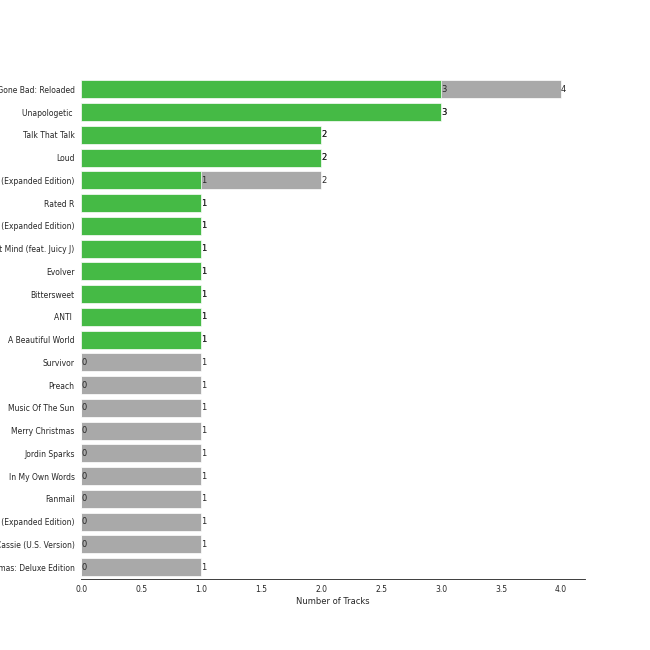 Gone Bad: Reloaded 3 4
Unapologetic 3
Talk That Talk 2
Loud 2
(Expanded Edition) 1 2
Rated R 1
(Expanded Edition) 1
Mind (feat. Juicy J) 1
Evolver 1
Bittersweet 1
ANTI 1
A Beautiful World 1
Survivor 0 1
Preach 0 1
Music Of The Sun 0 1
Merry Christmas 0 1
Jordin Sparks 0 1
In My Own Words 0 1
Fanmail 0 1
(Expanded Edition) 0 1
Cassie (U.S. Version) 0 1
mas: Deluxe Edition 0 1
0.0 0.5 1.0 1.5 2.0 2.5 3.0 3.5 4.0
Number of Tracks